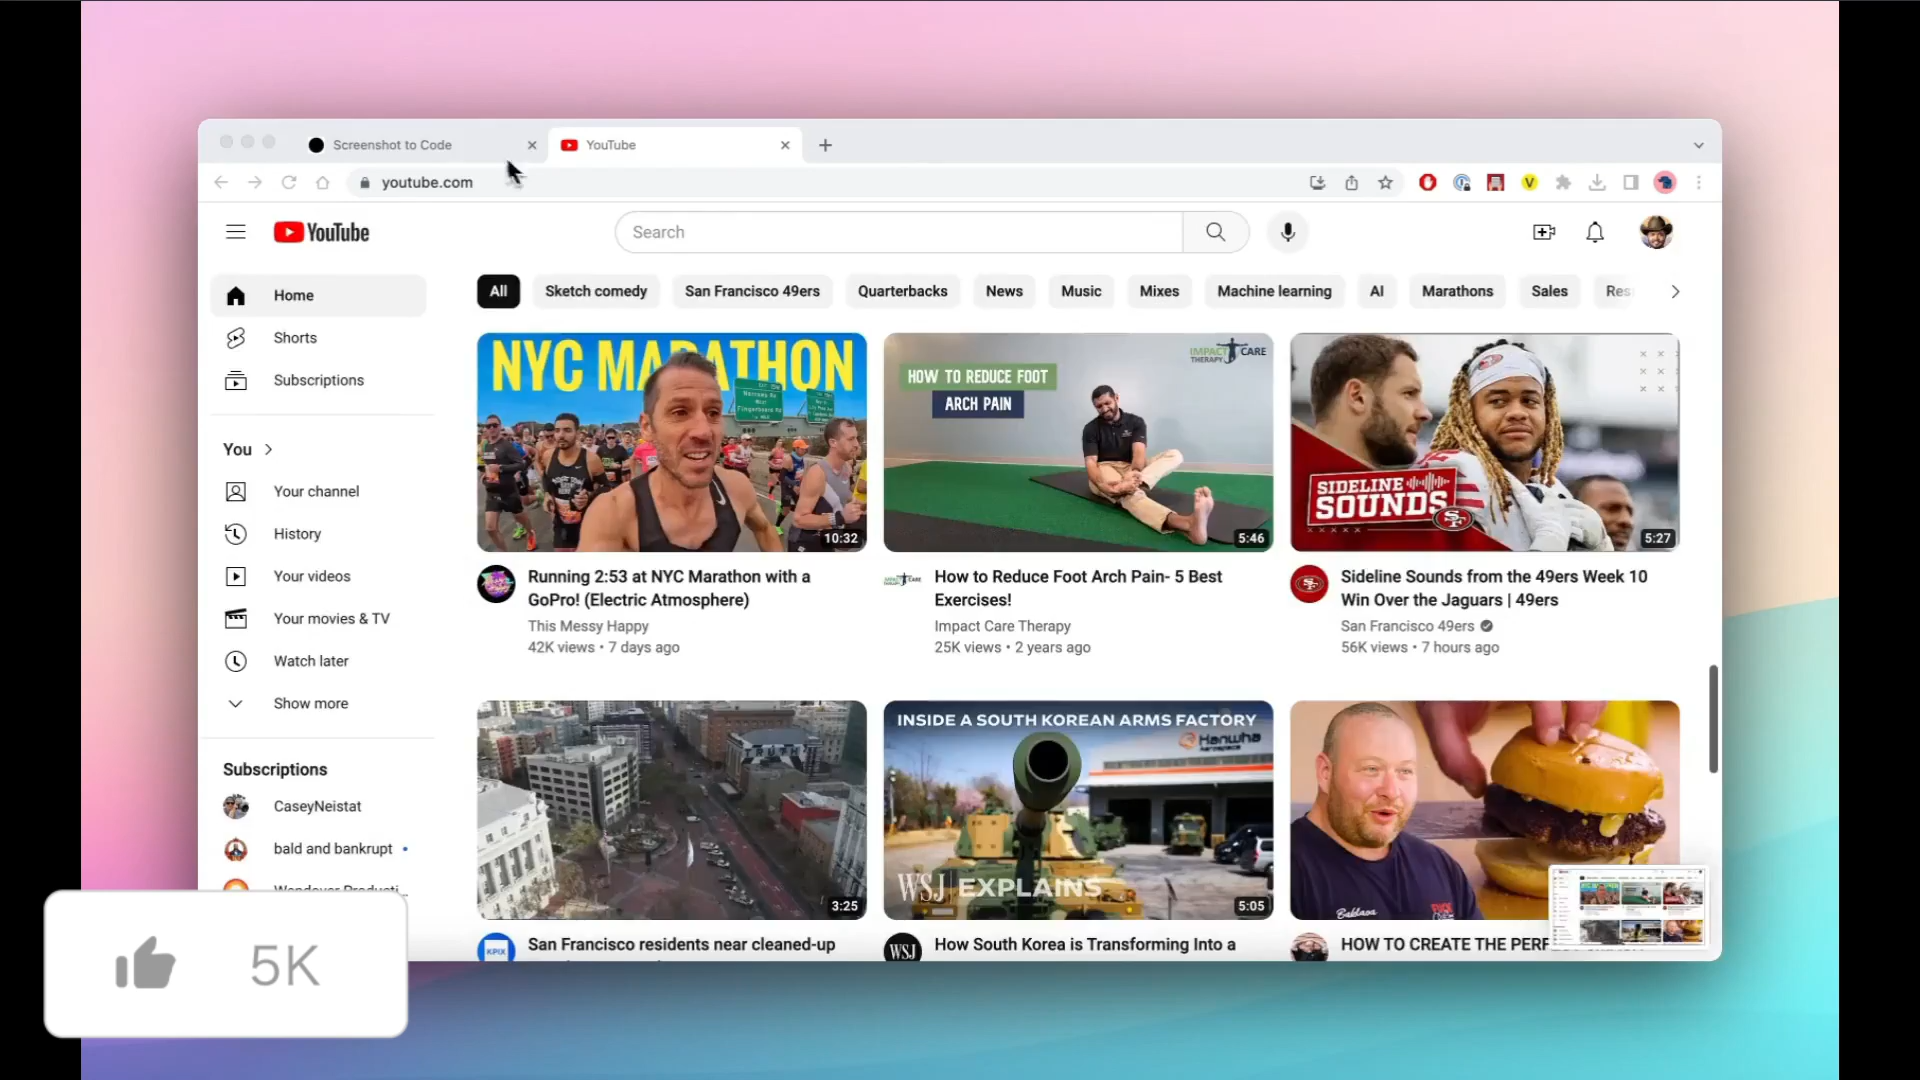 Screenshot to Code
YouTube
youtube.com
YouTube
Search
Home
Shorts
Subscriptions
You
Your channel
History
Your videos
Your movies & TV
Watch later
Show more
Subscriptions
CaseyNeistat
bald and bankrupt
All
Sketch comedy
San Francisco 49ers
Quarterbacks
News
Music
Mixes
Machine learning
AI
Marathons
Sales
NYC MARATHON
10:32
Running 2:53 at NYC Marathon with a
GoPro! (Electric Atmosphere)
This Messy Happy
42K views • 7 days ago
IMPACT CARE
THERAPY
HOW TO REDUCE FOOT
ARCH PAIN
5:46
How to Reduce Foot Arch Pain- 5 Best
Exercises!
Impact Care Therapy
25K views • 2 years ago
SIDELINE
SOUNDS
SF
5:27
Sideline Sounds from the 49ers Week 10
Win Over the Jaguars | 49ers
San Francisco 49ers
56K views • 7 hours ago
TRUTH
3:25
KPIX
San Francisco residents near cleaned-up
INSIDE A SOUTH KOREAN ARMS FACTORY
Hanwha
Aerospace
WSJ EXPLAINS
5:05
WSJ
How South Korea is Transforming Into a
HOW TO CREATE THE
5K